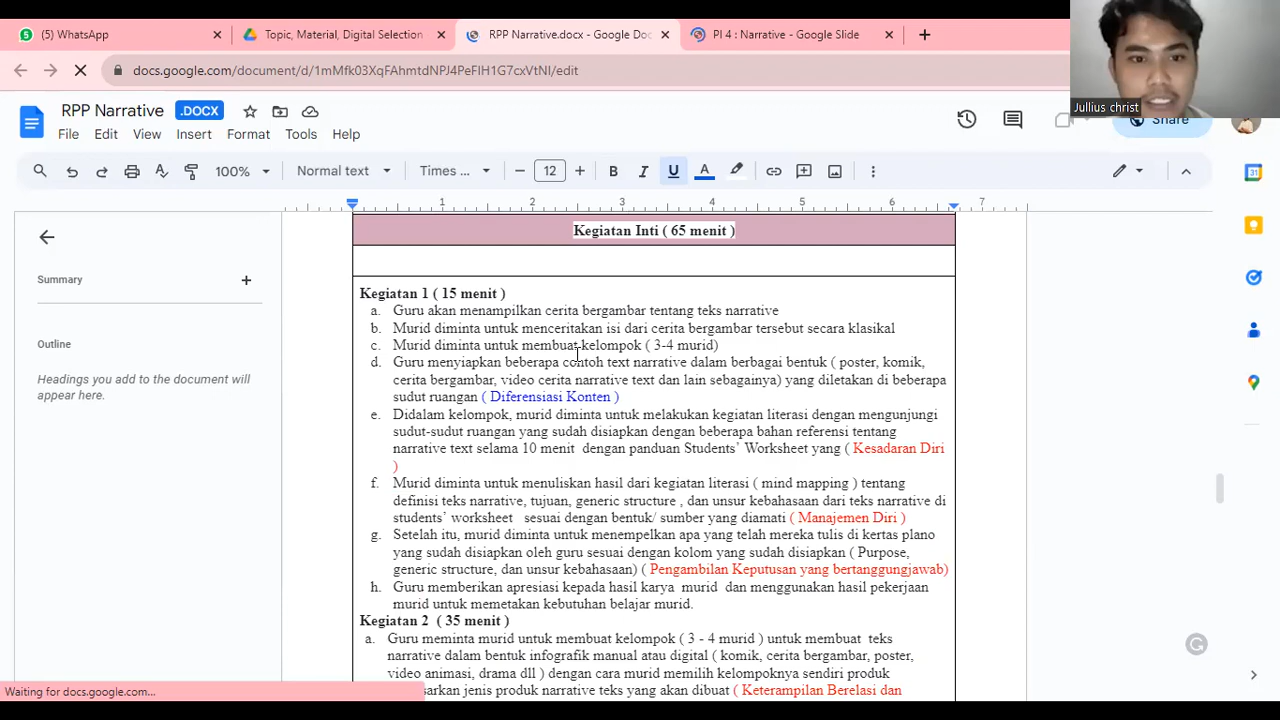 (5) WhatsApp
Topic, Material, Digital Selection
RPP Narrative.docx - Google Doc
PI 4 : Narrative - Google Slide
docs.google.com/document/d/1mMfk03XqFAhmtdNPJ4PeFIH1G7cxVtNI/edit
Jullius christ
RPP Narrative .DOCX
Share
File Edit View Insert Format Tools Help
100% Normal text Times ... 12 B I U A
31
1 2 3 4 5 6 7
Kegiatan Inti ( 65 menit )
Summary
Outline
Headings you add to the document will
appear here.
Kegiatan 1 ( 15 menit )
a. Guru akan menampilkan cerita bergambar tentang teks narrative
b. Murid diminta untuk menceritakan isi dari cerita bergambar tersebut secara klasikal
c. Murid diminta untuk membuat kelompok ( 3-4 murid)
d. Guru menyiapkan beberapa contoh text narrative dalam berbagai bentuk ( poster, komik,
cerita bergambar, video cerita narrative text dan lain sebagainya) yang diletakan di beberapa
sudut ruangan ( Diferensiasi Konten )
e. Didalam kelompok, murid diminta untuk melakukan kegiatan literasi dengan mengunjungi
sudut-sudut ruangan yang sudah disiapkan dengan beberapa bahan referensi tentang
narrative text selama 10 menit dengan panduan Students' Worksheet yang ( Kesadaran Diri
)
f. Murid diminta untuk menuliskan hasil dari kegiatan literasi ( mind mapping ) tentang
definisi teks narrative, tujuan, generic structure , dan unsur kebahasaan dari teks narrative di
students' worksheet sesuai dengan bentuk/ sumber yang diamati ( Manajemen Diri )
g. Setelah itu, murid diminta untuk menempelkan apa yang telah mereka tulis di kertas plano
yang sudah disiapkan oleh guru sesuai dengan kolom yang sudah disiapkan ( Purpose,
generic structure, dan unsur kebahasaan) ( Pengambilan Keputusan yang bertanggungjawab)
h. Guru memberikan apresiasi kepada hasil karya murid dan menggunakan hasil pekerjaan
murid untuk memetakan kebutuhan belajar murid.
Kegiatan 2 ( 35 menit )
a. Guru meminta murid untuk membuat kelompok ( 3 - 4 murid ) untuk membuat teks
narrative dalam bentuk infografik manual atau digital ( komik, cerita bergambar, poster,
video animasi, drama dll ) dengan cara murid memilih kelompoknya sendiri produk
sarkan jenis produk narrative teks yang akan dibuat ( Keterampilan Berelasi dan
Waiting for docs.google.com...